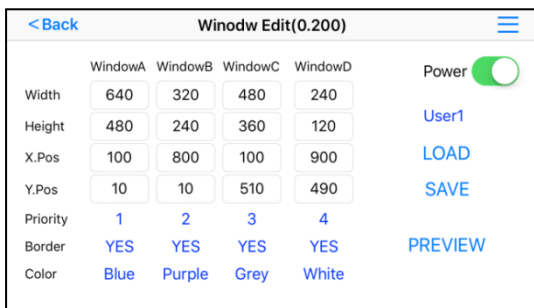 <Back Winodw Edit(0.200)
WindowA WindowB WindowC WindowD Power
Width 640 320 480 240
User1
Height 480 240 360 120
X.Pos 100 800 100 900 LOAD
Y.Pos 10 10 510 490 SAVE
Priority 1 2 3 4
Border YES YES YES YES PREVIEW
Color Blue Purple Grey White